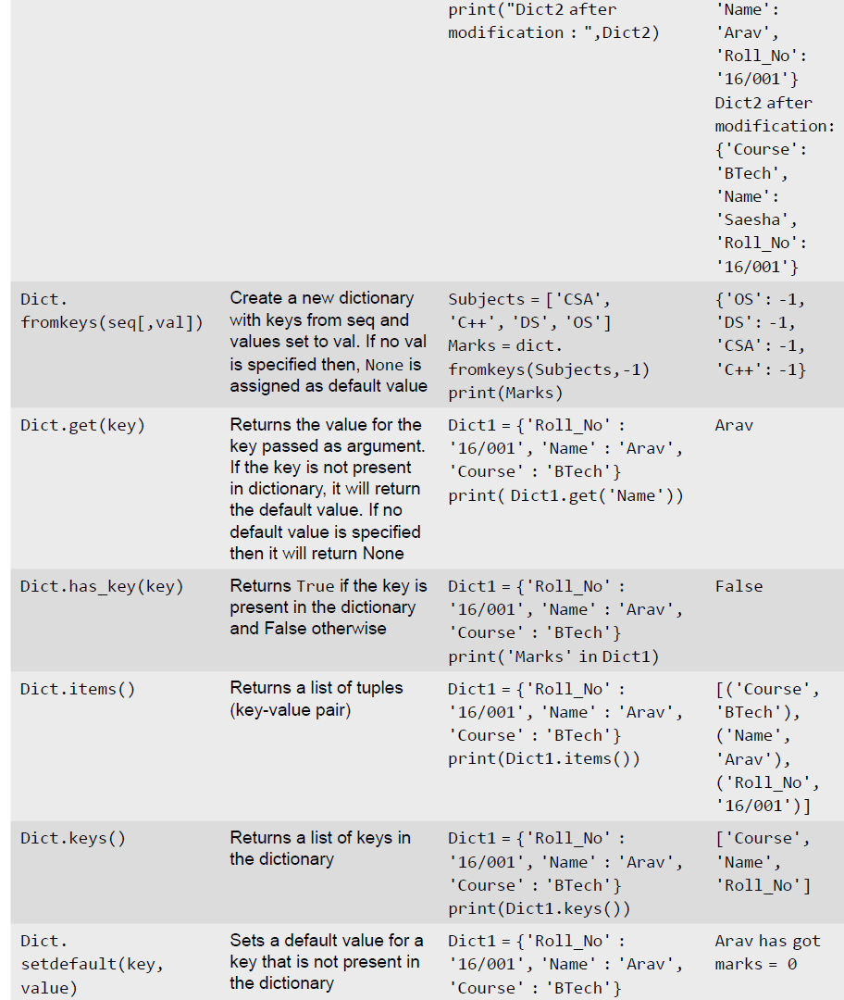 print("Dict2 after
modification : ",Dict2)
'Name':
'Arav',
'Roll_No':
'16/001'}
Dict2 after
modification:
{'Course':
'BTech',
'Name':
'Saesha',
'Roll_No':
'16/001'}
Dict.
fromkeys(seq[,val])
Create a new dictionary
with keys from seq and
values set to val. If no val
is specified then, None is
assigned as default value
Subjects = ['CSA',
'C++', 'DS', 'OS']
Marks = dict.
fromkeys(Subjects,-1)
print(Marks)
{'OS': -1,
'DS': -1,
'CSA': -1,
'C++': -1}
Dict.get(key)
Returns the value for the
key passed as argument.
If the key is not present
in dictionary, it will return
the default value. If no
default value is specified
then it will return None
Dict1 = {'Roll_No' :
'16/001', 'Name' : 'Arav',
'Course' : 'BTech'}
print( Dict1.get('Name'))
Arav
Dict.has_key(key)
Returns True if the key is
present in the dictionary
and False otherwise
Dict1 = {'Roll_No' :
'16/001', 'Name' : 'Arav',
'Course' : 'BTech'}
print('Marks' in Dict1)
False
Dict.items()
Returns a list of tuples
(key-value pair)
Dict1 = {'Roll_No' :
'16/001', 'Name' : 'Arav',
'Course' : 'BTech'}
print(Dict1.items())
[('Course',
'BTech'),
('Name',
'Arav'),
('Roll_No',
'16/001')]
Dict.keys()
Returns a list of keys in
the dictionary
Dict1 = {'Roll_No' :
'16/001', 'Name' : 'Arav',
'Course' : 'BTech'}
print(Dict1.keys())
['Course',
'Name',
'Roll_No']
Dict.
setdefault(key,
value)
Sets a default value for a
key that is not present in
the dictionary
Dict1 = {'Roll_No' :
'16/001', 'Name' : 'Arav',
'Course' : 'BTech'}
Arav has got
marks = 0